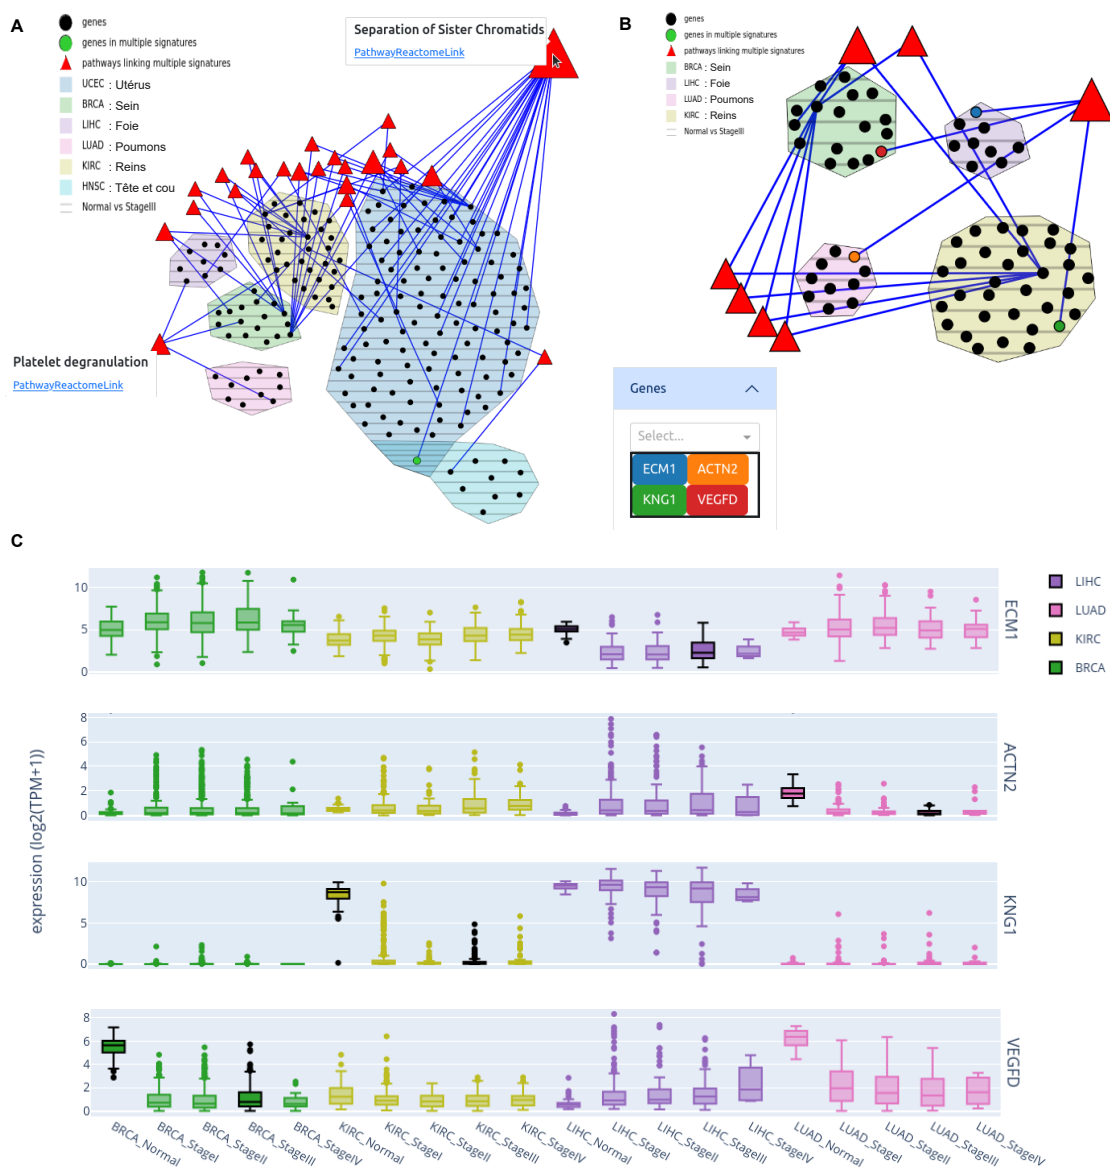 A
genes
genes in multiple signatures
pathways linking multiple signatures
UCEC : Utérus
BRCA : Sein
LIHC : Foie
LUAD : Poumons
KIRC : Reins
HNSC : Tête et cou
Normal vs StageIII
Separation of Sister Chromatids
PathwayReactomeLink
Platelet degranulation
PathwayReactomeLink
B
genes
genes in multiple signatures
pathways linking multiple signatures
BRCA : Sein
LIHC : Foie
LUAD : Poumons
KIRC : Reins
Normal vs StageIII
Genes
Select...
ECM1 ACTN2
KNG1 VEGFD
C
expression (log2(TPM+1))
10
5
0
ECM1
8
6
4
2
0
ACTN2
10
5
0
KNG1
8
6
4
2
0
VEGFD
BRCA_Normal
BRCA_StageI
BRCA_StageII
BRCA_StageIII
BRCA_StageIV
KIRC_Normal
KIRC_StageI
KIRC_StageII
KIRC_StageIII
KIRC_StageIV
LIHC_Normal
LIHC_StageI
LIHC_StageII
LIHC_StageIII
LIHC_StageIV
LUAD_Normal
LUAD_StageI
LUAD_StageII
LUAD_StageIII
LUAD_StageIV
LIHC
LUAD
KIRC
BRCA